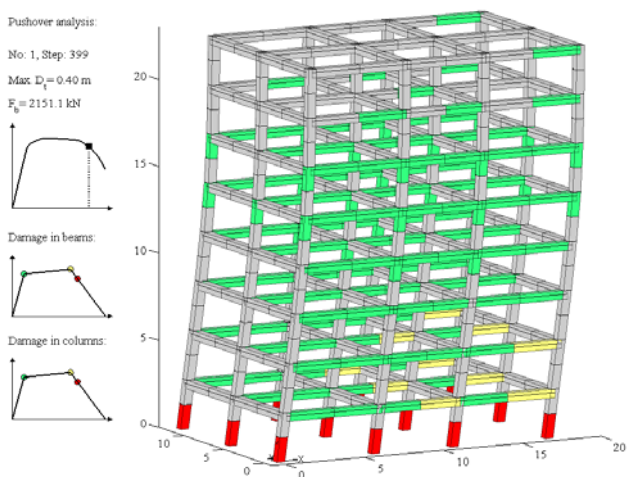 Pushover analysis:
No: 1, Step: 399
Max. D_t = 0.40 m
F_b = 2151.1 kN
Damage in beams:
Damage in columns:
20
15
10
5
0
10
5
0
X
0
5
10
15
20